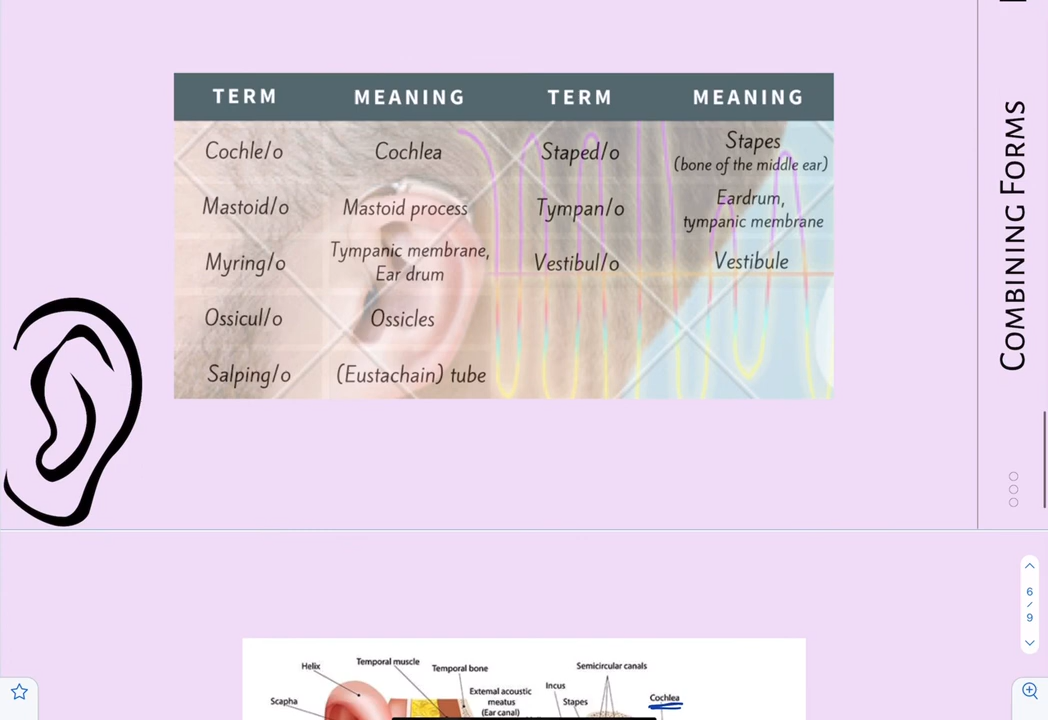 TERM MEANING TERM MEANING
Cochle/o Cochlea Staped/o Stapes
(bone of the middle ear)
Mastoid/o Mastoid process Tympan/o Eardrum,
tympanic membrane
Myring/o Tympanic membrane,
Ear drum Vestibul/o Vestibule
Ossicul/o Ossicles
Salping/o (Eustachain) tube
COMBINING FORMS
6
/
9
Helix
Temporal muscle
Temporal bone
Semicircular canals
Scapha
External acoustic
meatus
(Ear canal)
Incus
Stapes
Cochlea